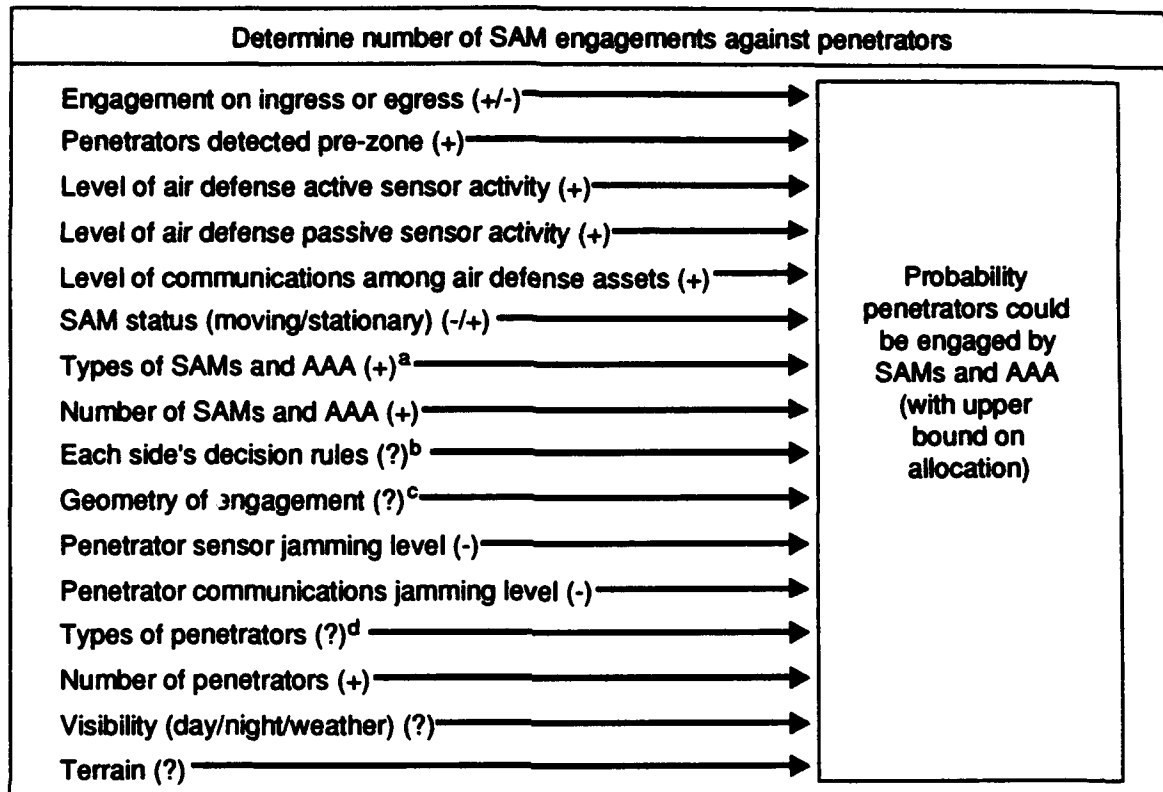 Determine number of SAM engagements against penetrators
Engagement on ingress or egress (+/-)
Penetrators detected pre-zone (+)
Level of air defense active sensor activity (+)
Level of air defense passive sensor activity (+)
Level of communications among air defense assets (+)
SAM status (moving/stationary) (-/+)
Types of SAMs and AAA (+)a
Number of SAMs and AAA (+)
Each side's decision rules (?)b
Geometry of engagement (?)c
Penetrator sensor jamming level (-)
Penetrator communications jamming level (-)
Types of penetrators (?)d
Number of penetrators (+)
Visibility (day/night/weather) (?)
Terrain (?)
Probability
penetrators could
be engaged by
SAMs and AAA
(with upper
bound on
allocation)